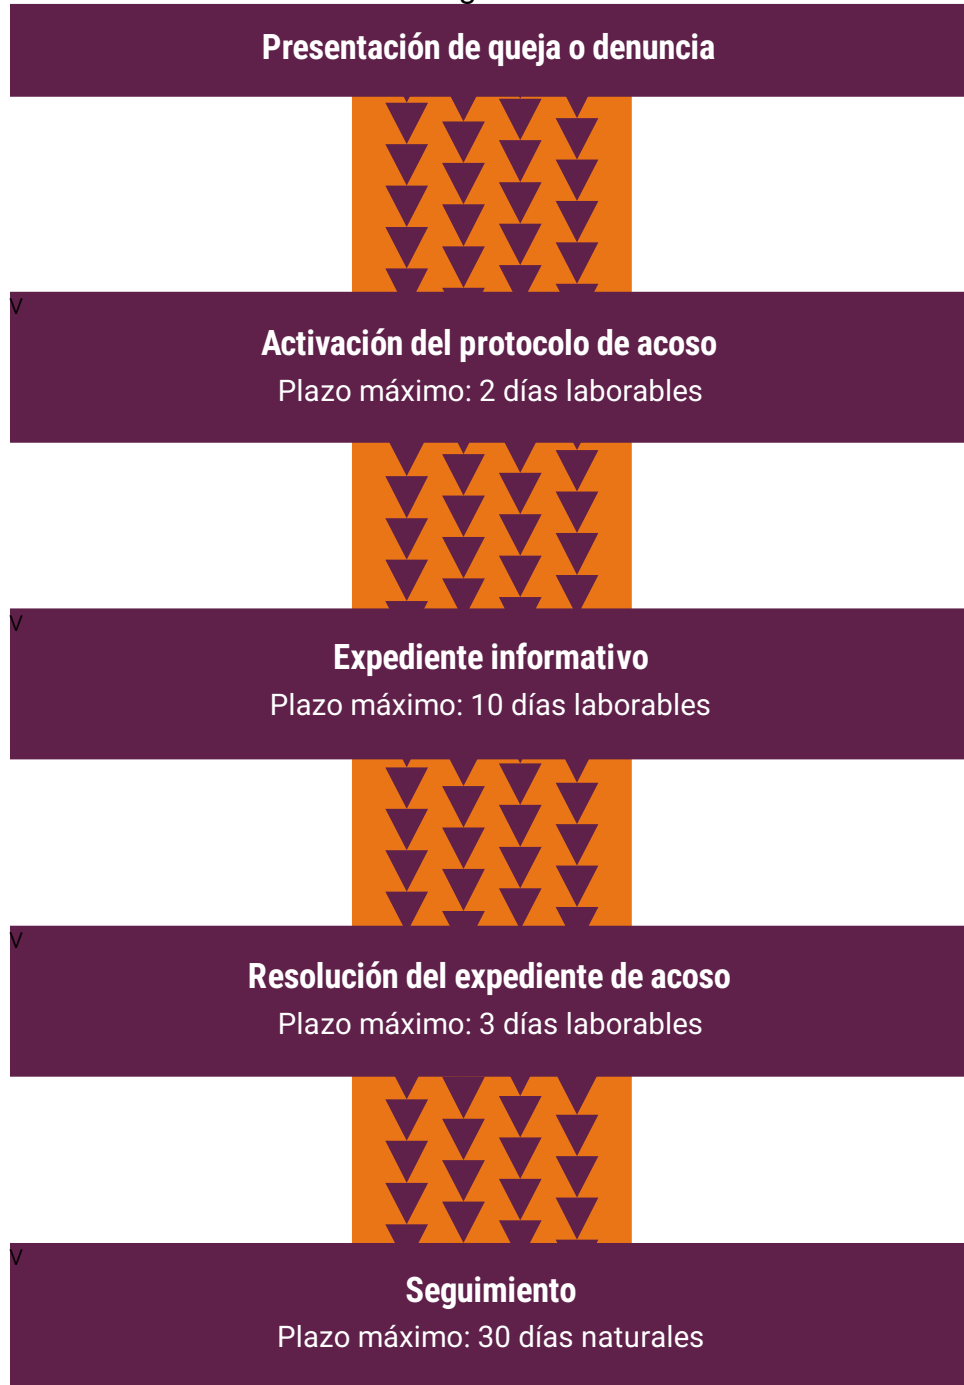 Presentación de queja o denuncia
V
Activación del protocolo de acoso
Plazo máximo: 2 días laborables
V
Expediente informativo
Plazo máximo: 10 días laborables
V
Resolución del expediente de acoso
Plazo máximo: 3 días laborables
V
Seguimiento
Plazo máximo: 30 días naturales